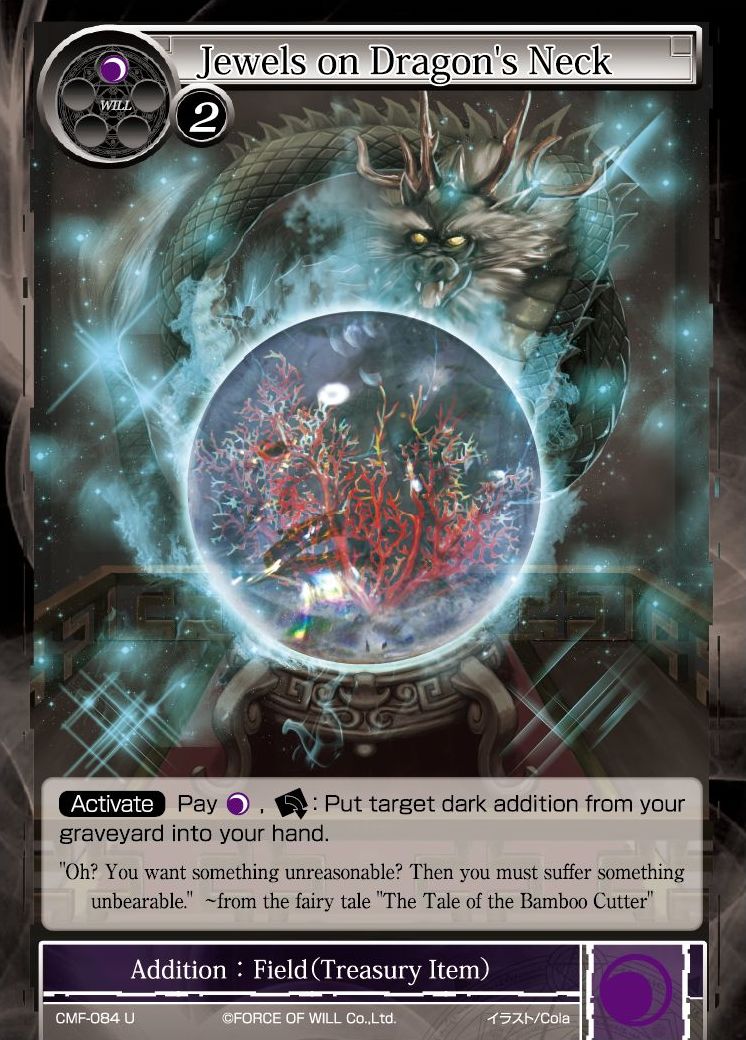 Jewels on Dragon's Neck
WILL
2
Activate Pay , : Put target dark addition from your
graveyard into your hand.
"Oh? You want something unreasonable? Then you must suffer something
unbearable." ~from the fairy tale "The Tale of the Bamboo Cutter"
Addition : Field(Treasury Item)
CMF-084 U ©FORCE OF WILL Co.,Ltd. イラスト/Cola